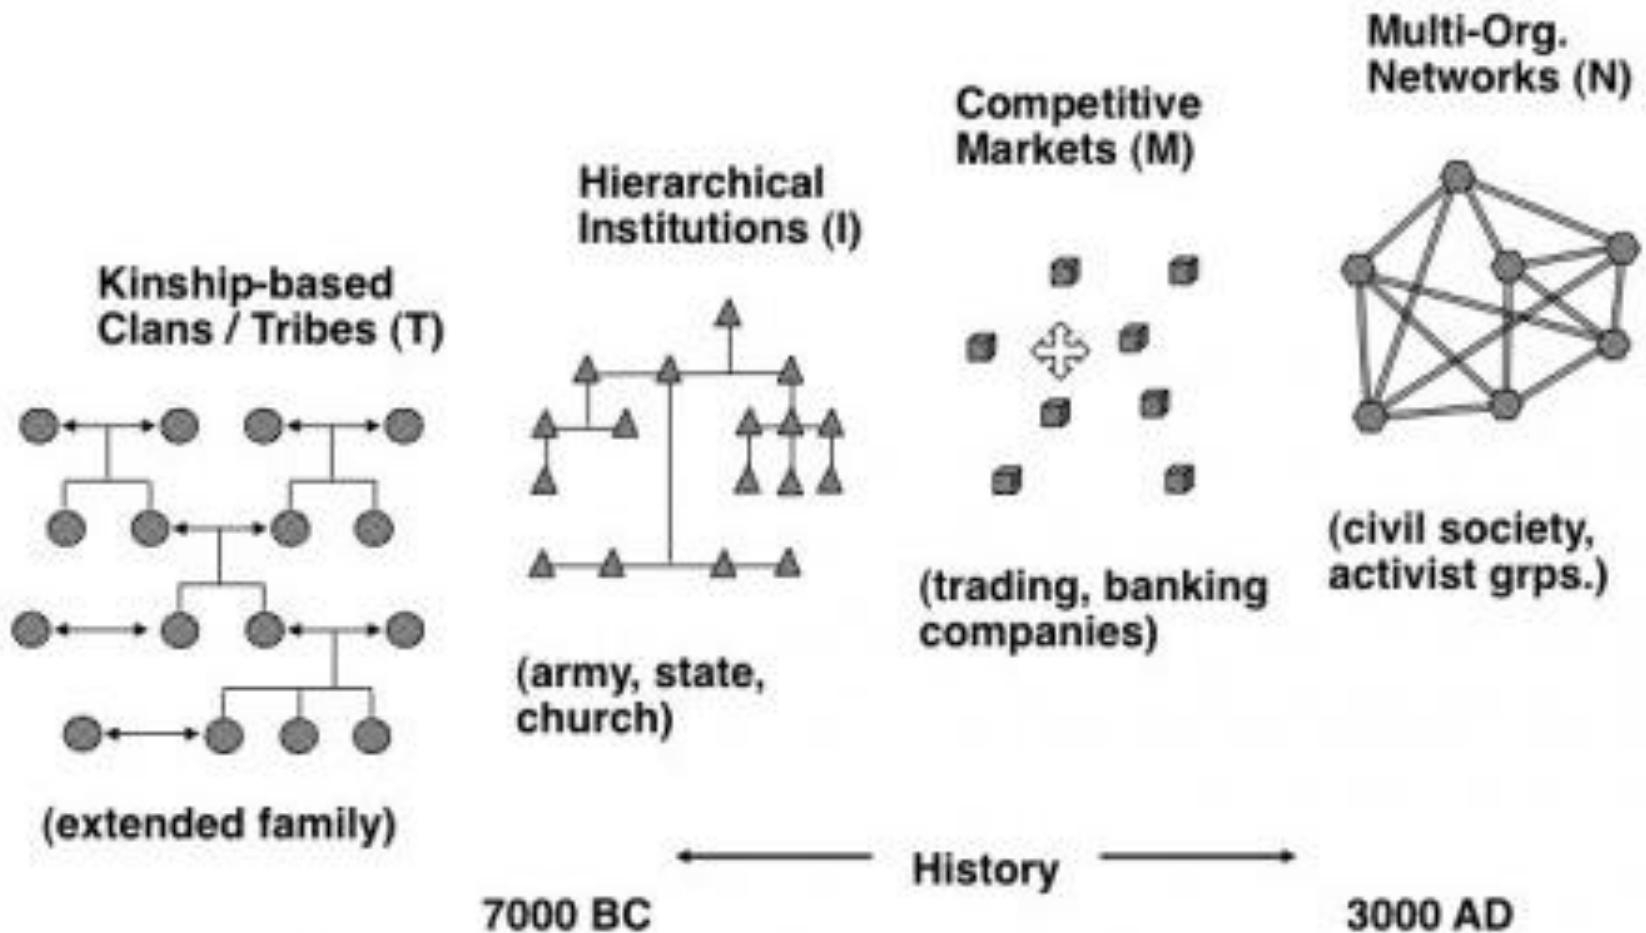 Kinship-based
Clans / Tribes (T)
(extended family)
Hierarchical
Institutions (I)
(army, state,
church)
Competitive
Markets (M)
(trading, banking
companies)
Multi-Org.
Networks (N)
(civil society,
activist grps.)
History
7000 BC
3000 AD